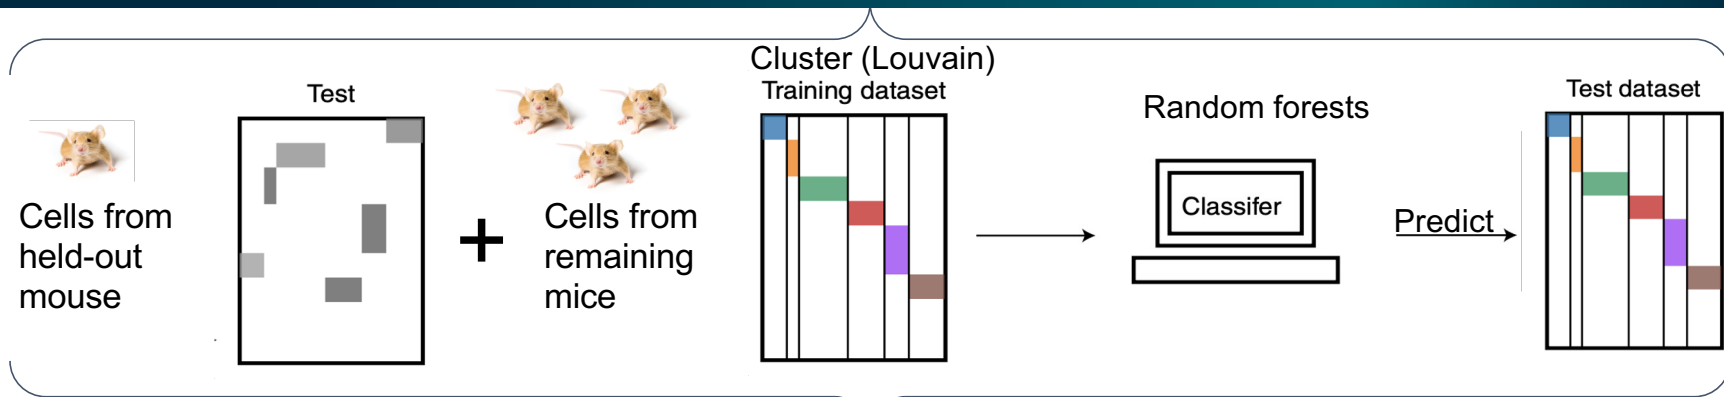 Cells from
held-out
mouse
Test
+
Cells from
remaining
mice
Cluster (Louvain)
Training dataset
Random forests
Classifer
Predict
Test dataset